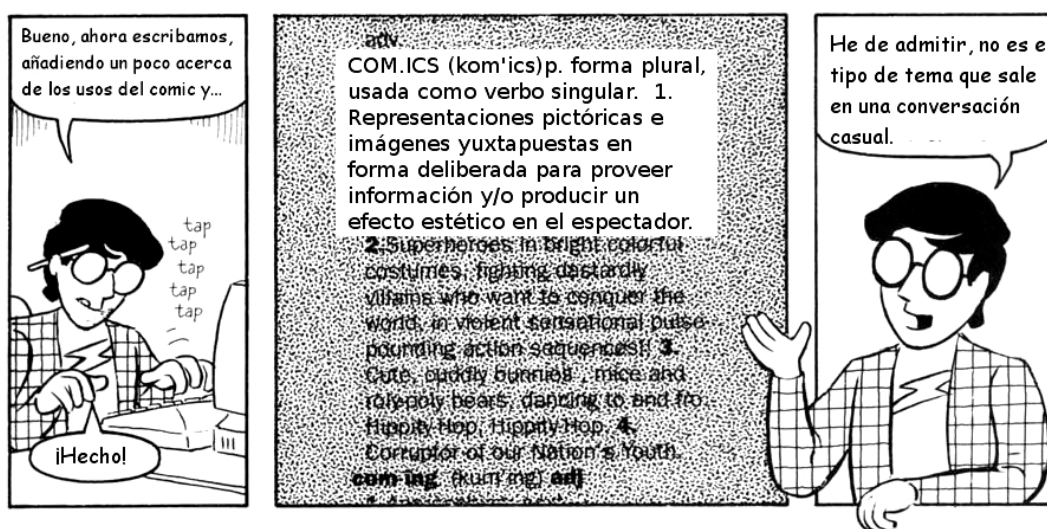 Bueno, ahora escribamos,
añadiendo un poco acerca
de los usos del comic y...
tap
tap
tap
tap
tap
¡Hecho!
adv.
COM.ICS (kom'ics)p. forma plural,
usada como verbo singular. 1.
Representaciones pictóricas e
imágenes yuxtapuestas en
forma deliberada para proveer
información y/o producir un
efecto estético en el espectador.
2. Superheroes in bright colorful
costumes, fighting dastardly
villains who want to conquer the
world, in violent sensational pulse-
pounding action sequences!! 3.
Cute, cuddly bunnies, mice and
roly-poly bears, dancing to and fro.
Hippity-Hop, Hippity-Hop. 4.
Corruptor of our Nation's Youth.
com·ing (kum'ing) adj
He de admitir, no es e
tipo de tema que sale
en una conversación
casual.